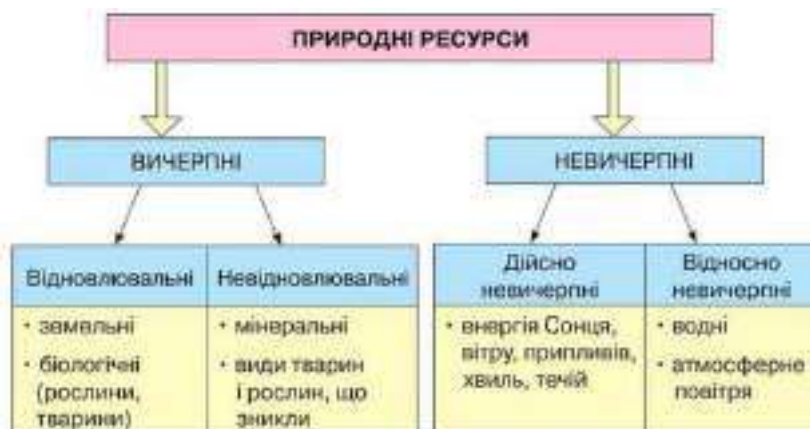 ПРИРОДНІ РЕСУРСИ
ВИЧЕРПНІ
НЕВИЧЕРПНІ
Відновлювальні
• земельні
• біологічні
(рослини,
тварини)
Невідновлювальні
• мінеральні
• види тварин
і рослин, що
зникли
Дійсно
невичерпні
• енергія Сонця,
вітру, припливів,
хвиль, течій
Відносно
невичерпні
• водні
• атмосферне
повітря